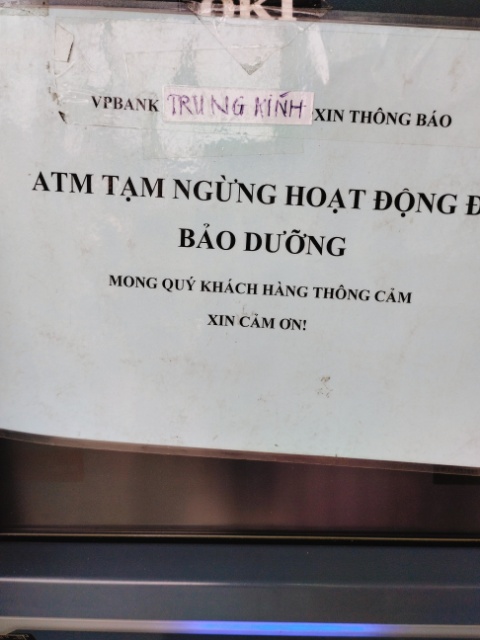 OKI
VPBANK TRUNG KÍNH XIN THÔNG BÁO
ATM TẠM NGỪNG HOẠT ĐỘNG Đ
BẢO DƯỠNG
MONG QUÝ KHÁCH HÀNG THÔNG CẢM
XIN CẢM ƠN!